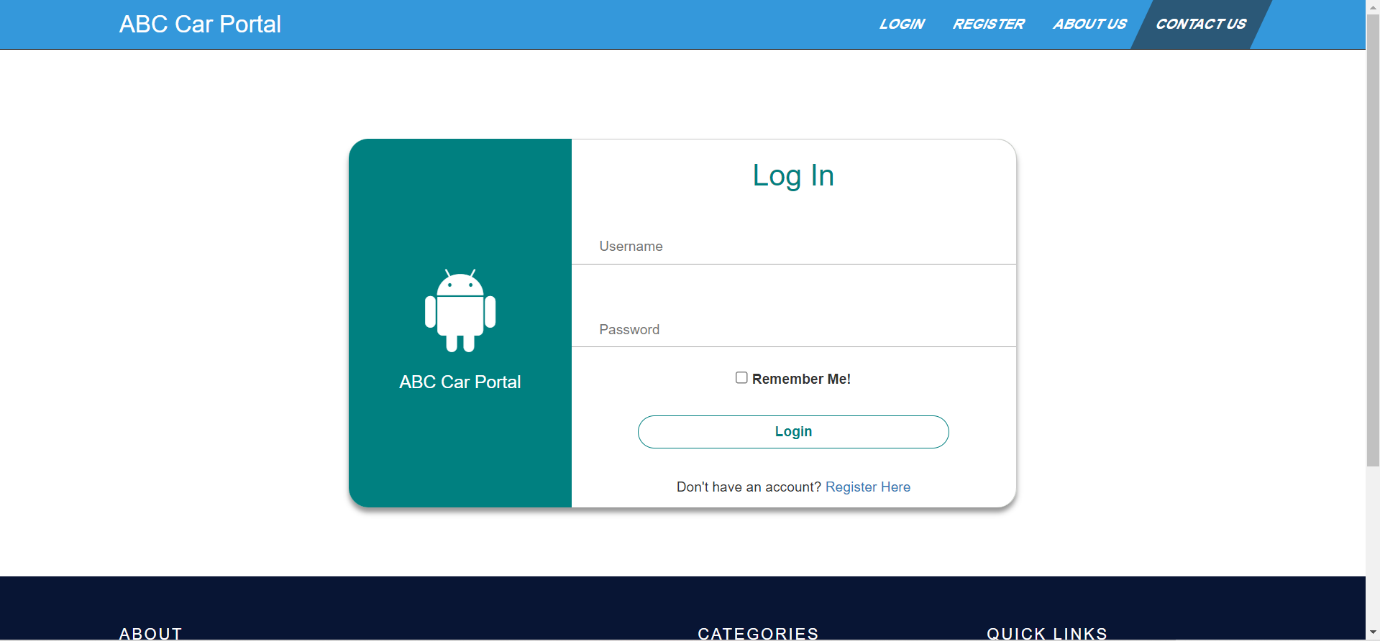 ABC Car Portal LOGIN REGISTER ABOUT US CONTACT US
Log In
Username
Password
ABC Car Portal
Remember Me!
Login
Don't have an account? Register Here
ABOUT CATEGORIES QUICK LINKS